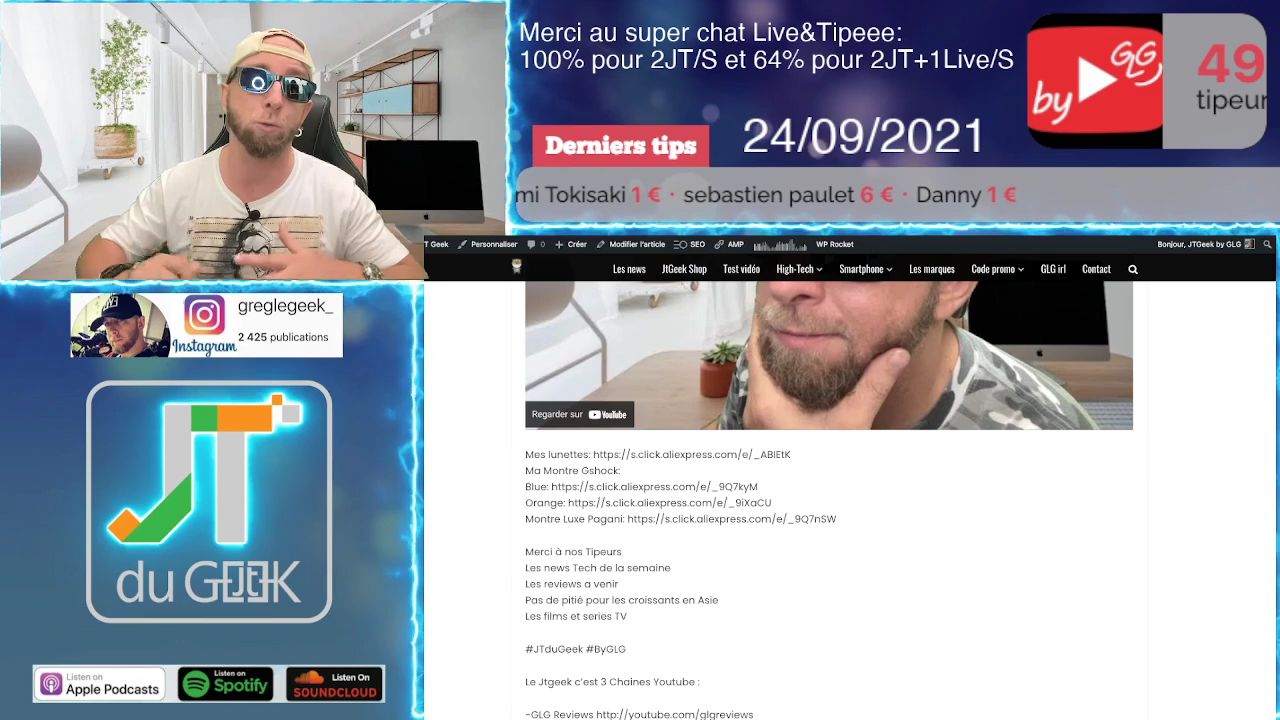 Merci au super chat Live&Tipeee:
100% pour 2JT/S et 64% pour 2JT+1Live/S
by GLG
49
tipeur
Derniers tips
24/09/2021
mi Tokisaki 1 € · sebastien paulet 6 € · Danny 1 €
T Geek Personnaliser 0 Créer Modifier l'article SEO AMP WP Rocket Bonjour, JTGeek by GLG
Les news JtGeek Shop Test vidéo High-Tech Smartphone Les marques Code promo GLG irl Contact
greglegeek_
2 425 publications
Instagram
Regarder sur YouTube
JT
du GEEK
Jt
Mes lunettes: https://s.click.aliexpress.com/e/_ABlEtK
Ma Montre Gshock:
Blue: https://s.click.aliexpress.com/e/_9Q7kyM
Orange: https://s.click.aliexpress.com/e/_9iXaCU
Montre Luxe Pagani: https://s.click.aliexpress.com/e/_9Q7nSW
Merci à nos Tipeurs
Les news Tech de la semaine
Les reviews a venir
Pas de pitié pour les croissants en Asie
Les films et series TV
#JTduGeek #ByGLG
Le Jtgeek c'est 3 Chaines Youtube :
-GLG Reviews http://youtube.com/glgreviews
Listen on
Apple Podcasts
Listen on
Spotify
Listen On
SOUNDCLOUD